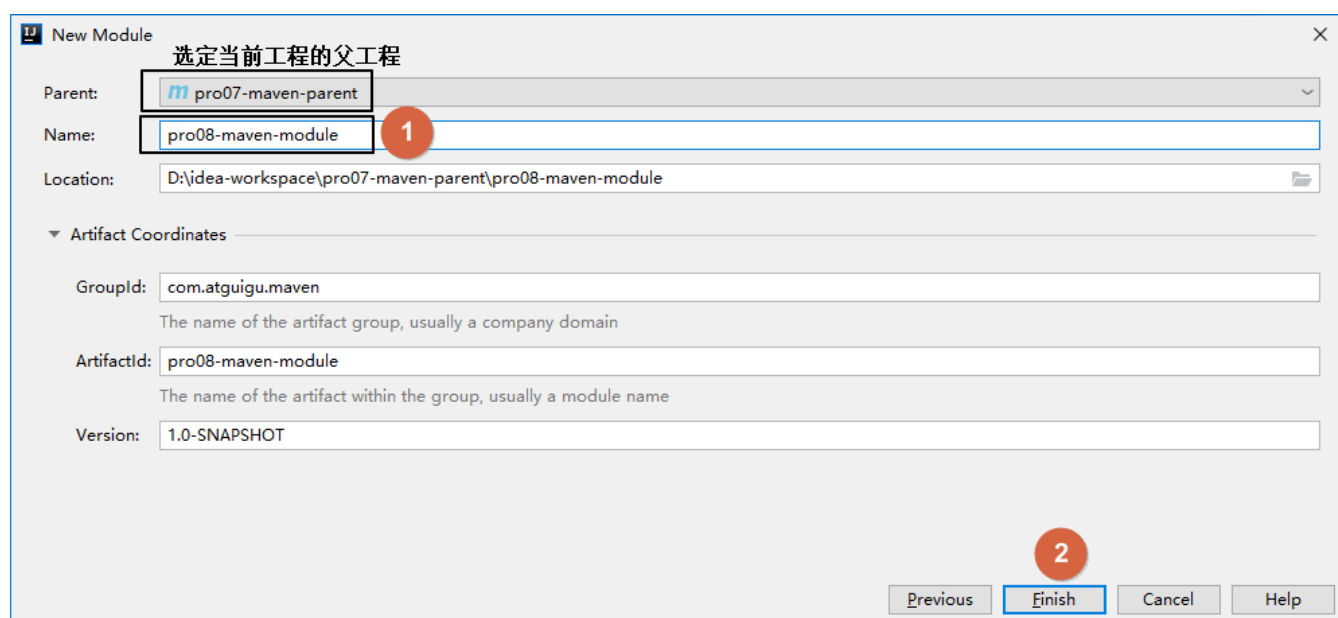 New Module
选定当前工程的父工程
Parent: pro07-maven-parent
Name: pro08-maven-module
1
Location: D:\idea-workspace\pro07-maven-parent\pro08-maven-module
Artifact Coordinates
GroupId: com.atguigu.maven
The name of the artifact group, usually a company domain
ArtifactId: pro08-maven-module
The name of the artifact within the group, usually a module name
Version: 1.0-SNAPSHOT
2
Previous Finish Cancel Help